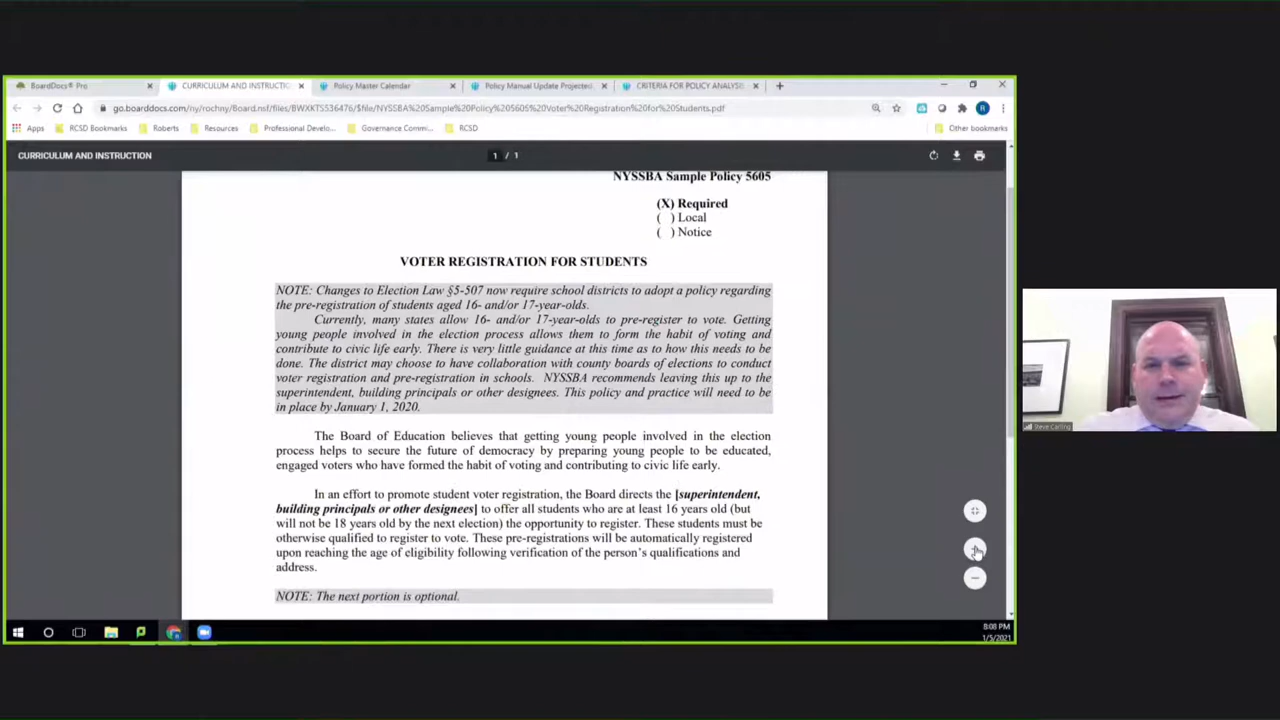 BoardDocs® Pro
CURRICULUM AND INSTRUCTIO
Policy Master Calendar
Policy Manual Update Projected
CRITERIA FOR POLICY ANALYSIS
go.boarddocs.com/ny/rochny/Board.nsf/files/BWXKTS536476/$file/NYSSBA%20Sample%20Policy%205605%20Voter%20Registration%20for%20Students.pdf
Apps
RCSD Bookmarks
Roberts
Resources
Professional Develo...
Governance Commi...
RCSD
Other bookmarks
CURRICULUM AND INSTRUCTION
1 / 1
NYSSBA Sample Policy 5605
(X) Required
( ) Local
( ) Notice
VOTER REGISTRATION FOR STUDENTS
NOTE: Changes to Election Law §5-507 now require school districts to adopt a policy regarding
the pre-registration of students aged 16- and/or 17-year-olds.
Currently, many states allow 16- and/or 17-year-olds to pre-register to vote. Getting
young people involved in the election process allows them to form the habit of voting and
contribute to civic life early. There is very little guidance at this time as to how this needs to be
done. The district may choose to have collaboration with county boards of elections to conduct
voter registration and pre-registration in schools. NYSSBA recommends leaving this up to the
superintendent, building principals or other designees. This policy and practice will need to be
in place by January 1, 2020.
The Board of Education believes that getting young people involved in the election
process helps to secure the future of democracy by preparing young people to be educated,
engaged voters who have formed the habit of voting and contributing to civic life early.
In an effort to promote student voter registration, the Board directs the [superintendent,
building principals or other designees] to offer all students who are at least 16 years old (but
will not be 18 years old by the next election) the opportunity to register. These students must be
otherwise qualified to register to vote. These pre-registrations will be automatically registered
upon reaching the age of eligibility following verification of the person's qualifications and
address.
NOTE: The next portion is optional.
8:08 PM
1/5/2021
Steve Carling